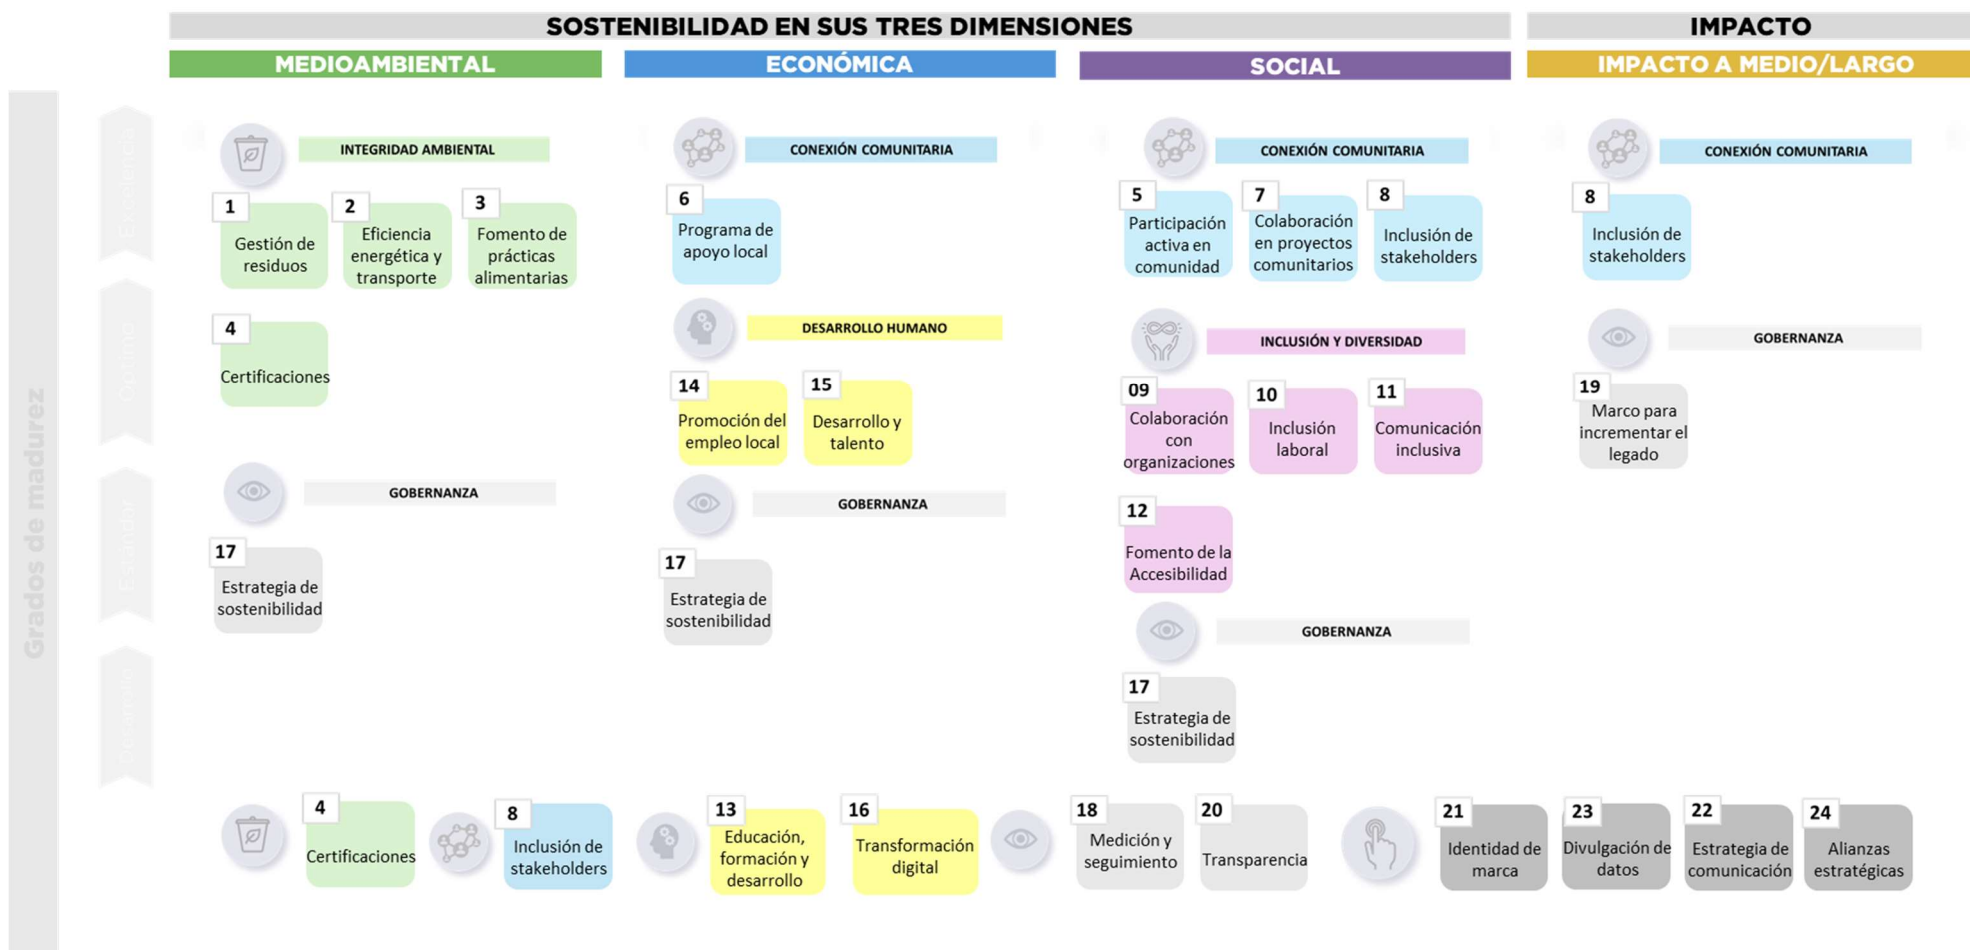 SOSTENIBILIDAD EN SUS TRES DIMENSIONES
IMPACTO
MEDIOAMBIENTAL
ECONÓMICA
SOCIAL
IMPACTO A MEDIO/LARGO
Grados de madurez
Excelencia
Óptimo
Estándar
Desarrollo
INTEGRIDAD AMBIENTAL
1
Gestión de
residuos
2
Eficiencia
energética y
transporte
3
Fomento de
prácticas
alimentarias
4
Certificaciones
GOBERNANZA
17
Estrategia de
sostenibilidad
CONEXIÓN COMUNITARIA
6
Programa de
apoyo local
DESARROLLO HUMANO
14
Promoción del
empleo local
15
Desarrollo y
talento
GOBERNANZA
17
Estrategia de
sostenibilidad
CONEXIÓN COMUNITARIA
5
Participación
activa en
comunidad
7
Colaboración
en proyectos
comunitarios
8
Inclusión de
stakeholders
INCLUSIÓN Y DIVERSIDAD
09
Colaboración
con
organizaciones
10
Inclusión
laboral
11
Comunicación
inclusiva
12
Fomento de la
Accesibilidad
GOBERNANZA
17
Estrategia de
sostenibilidad
CONEXIÓN COMUNITARIA
8
Inclusión de
stakeholders
GOBERNANZA
19
Marco para
incrementar el
legado
4
Certificaciones
8
Inclusión de
stakeholders
13
Educación,
formación y
desarrollo
16
Transformación
digital
18
Medición y
seguimiento
20
Transparencia
21
Identidad de
marca
23
Divulgación de
datos
22
Estrategia de
comunicación
24
Alianzas
estratégicas